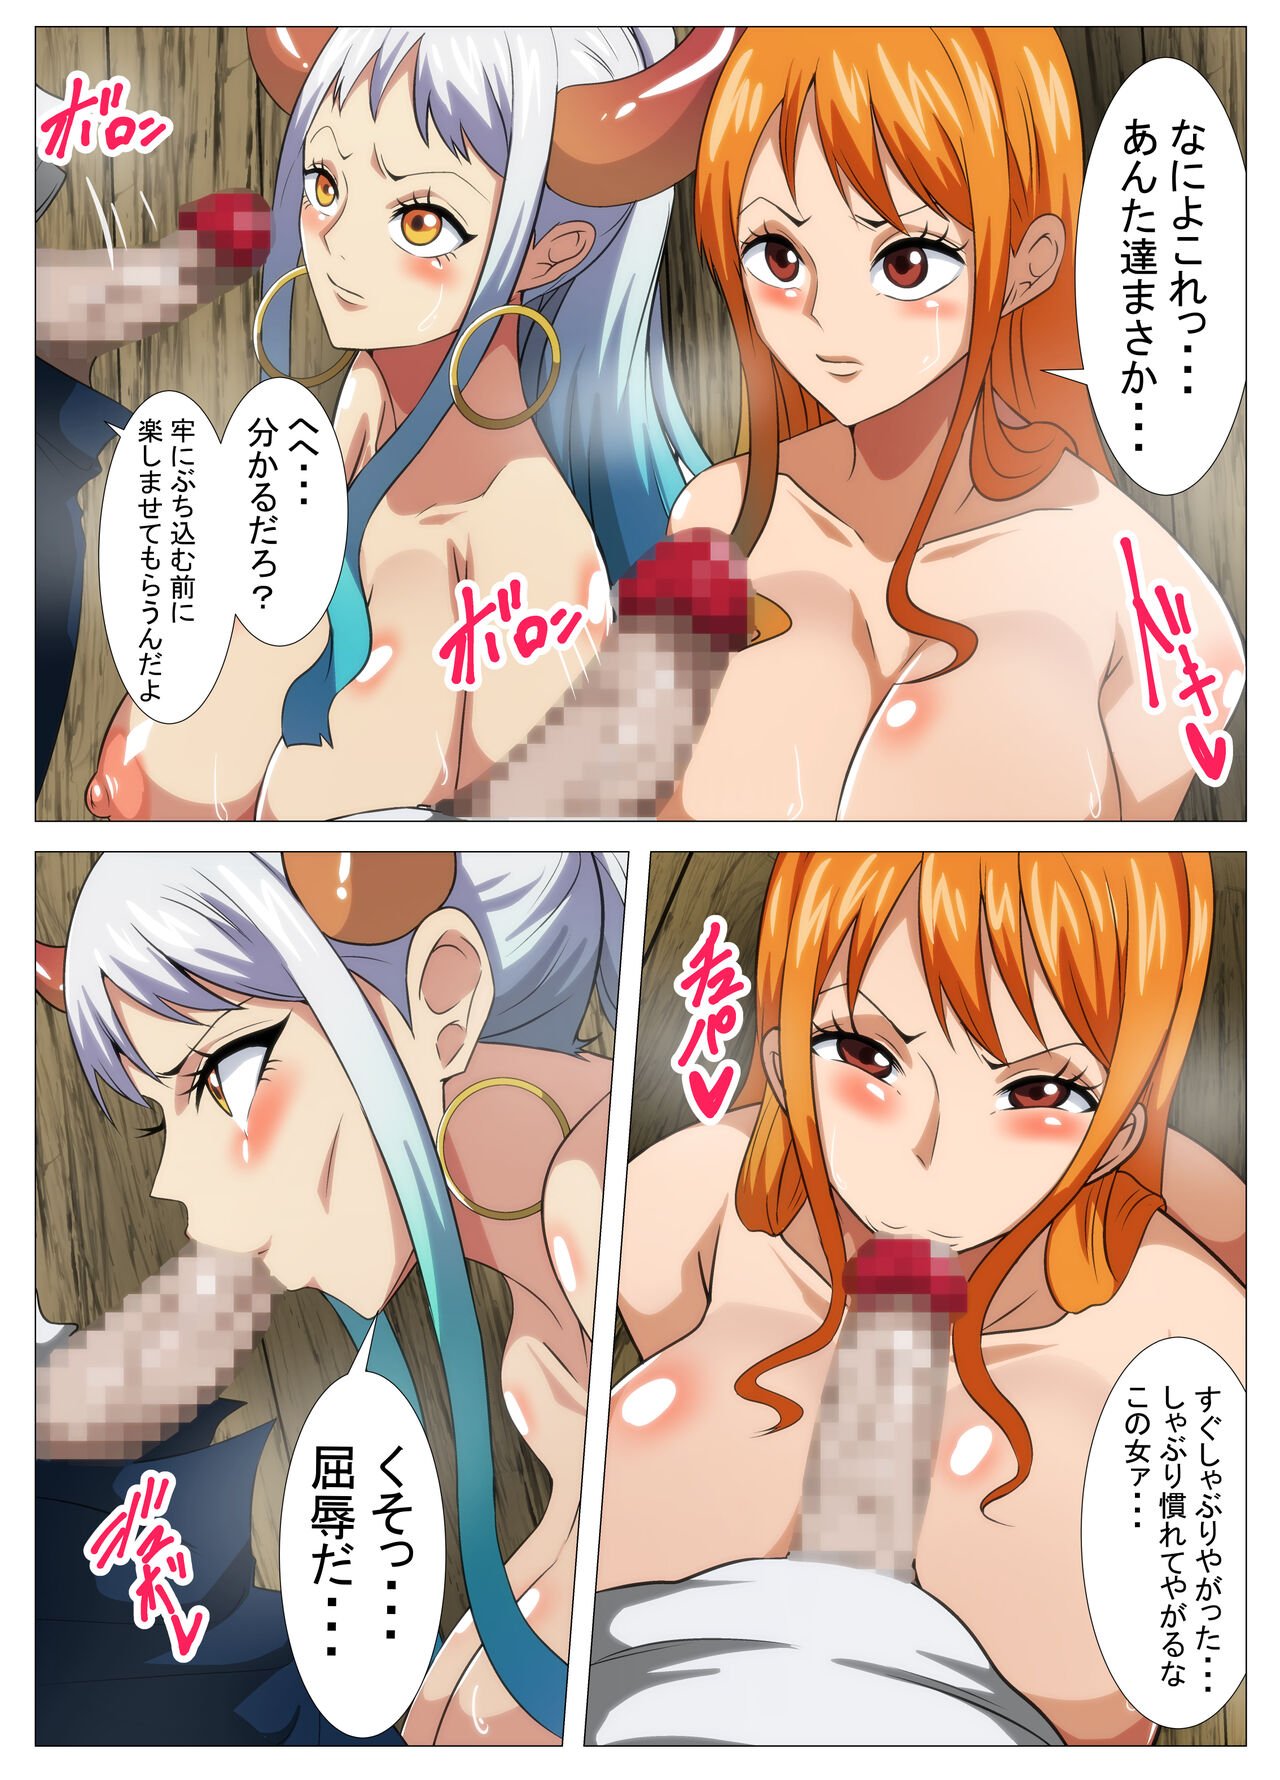 なによこれっ・・・
あんた達まさか・・・
ドキ
ボロン
へへ・・・
分かるだろ？
牢にぶち込む前に
楽しませてもらうんだよ
ボロン
チュパ
すぐしゃぶりやがった・・・
しゃぶり慣れてやがるな
この女ァ・・・
くそっ・・・
屈辱だ・・・
ジュボ